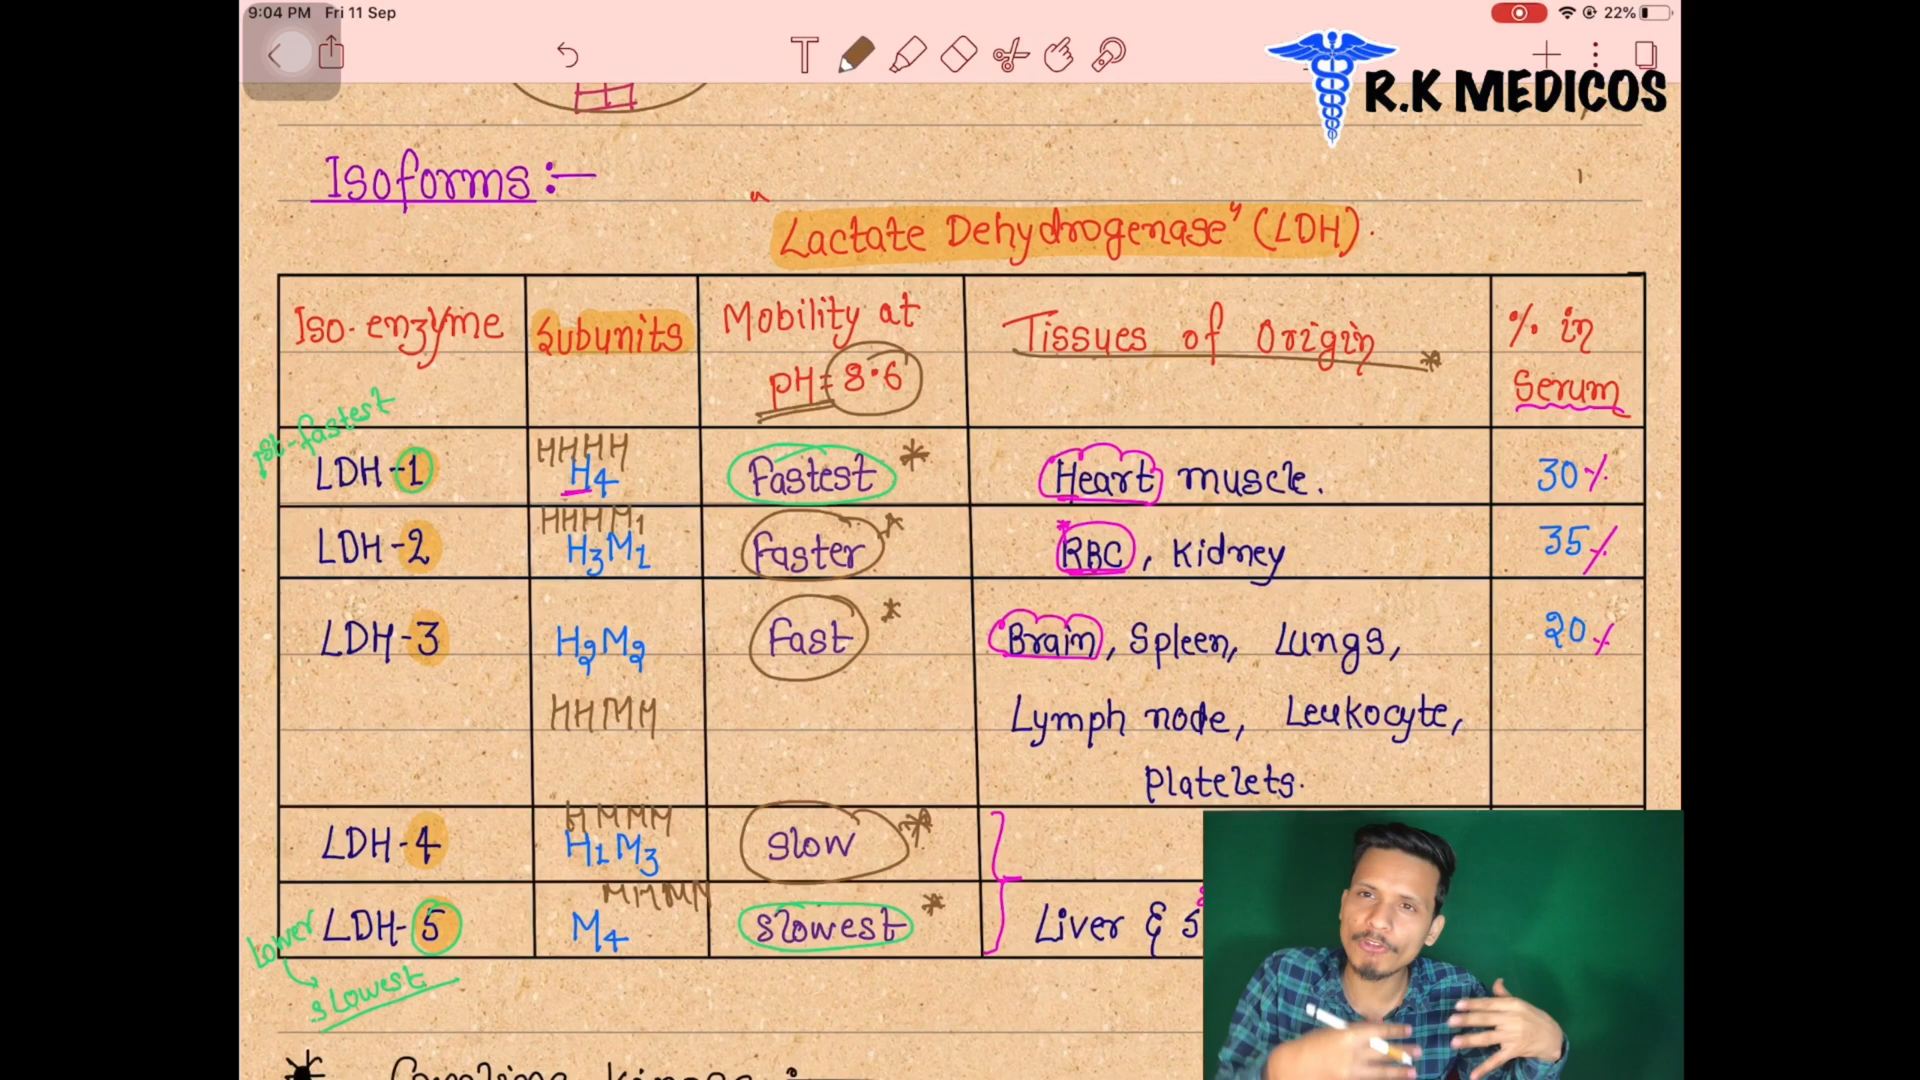 9:04 PM Fri 11 Sep
22%
R.K MEDICOS
Isoforms :-
"Lactate Dehydrogenase" (LDH).
Iso-enzyme Subunits Mobility at pH = 8.6 Tissues of Origin * % in Serum
1st-fastest
HHHH
LDH-1 H4 Fastest * Heart muscle. 30%
HHHM1
LDH-2 H3M1 Faster * *RBC, Kidney 35%
LDH-3 H2M2 Fast * Brain, Spleen, Lungs, 20%
HHMM Lymph node, Leukocyte,
Platelets.
HMMM
LDH-4 H1M3 Slow *
MMMM
LDH-5 M4 Slowest * Liver & S
Lower
slowest